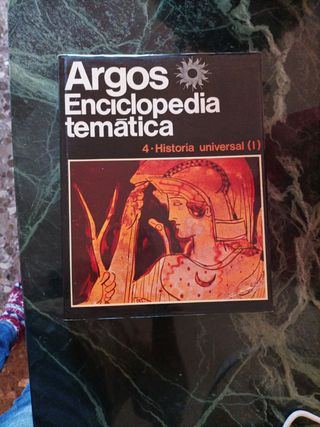 Argos
Enciclopedia
temática
4·Historia universal (I)